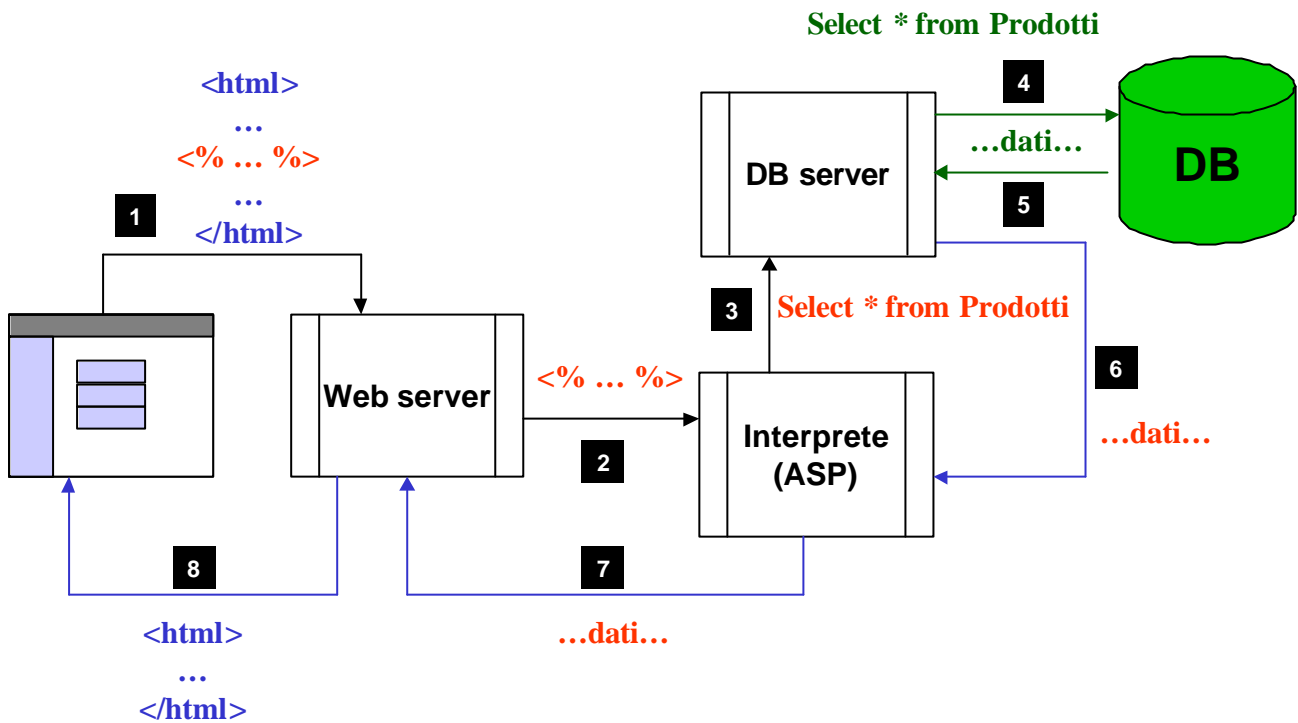 Select * from Prodotti
<html>
…
<% … %>
…
</html>
1
4
…dati…
5
DB server
DB
3
Select * from Prodotti
6
…dati…
Web server
<% … %>
2
Interprete
(ASP)
8
<html>
…
</html>
7
…dati…